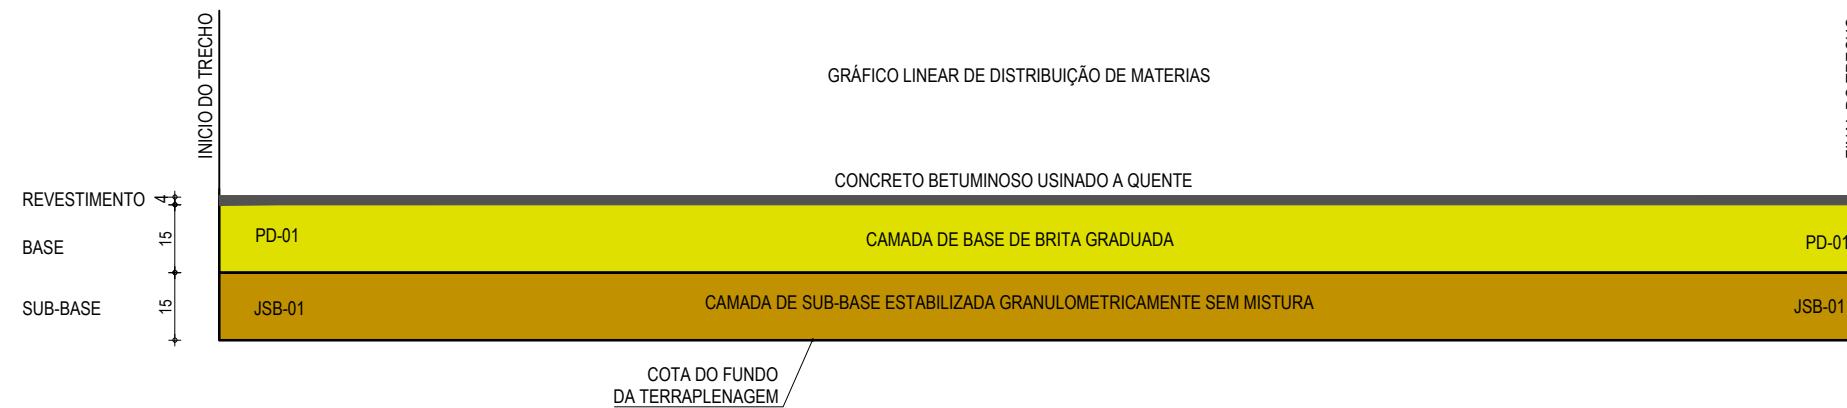 INICIO DO TRECHO
GRÁFICO LINEAR DE DISTRIBUIÇÃO DE MATERIAS
CONCRETO BETUMINOSO USINADO A QUENTE
REVESTIMENTO 4
BASE 15 PD-01 CAMADA DE BASE DE BRITA GRADUADA PD-01
SUB-BASE 15 JSB-01 CAMADA DE SUB-BASE ESTABILIZADA GRANULOMETRICAMENTE SEM MISTURA JSB-01
COTA DO FUNDO
DA TERRAPLENAGEM